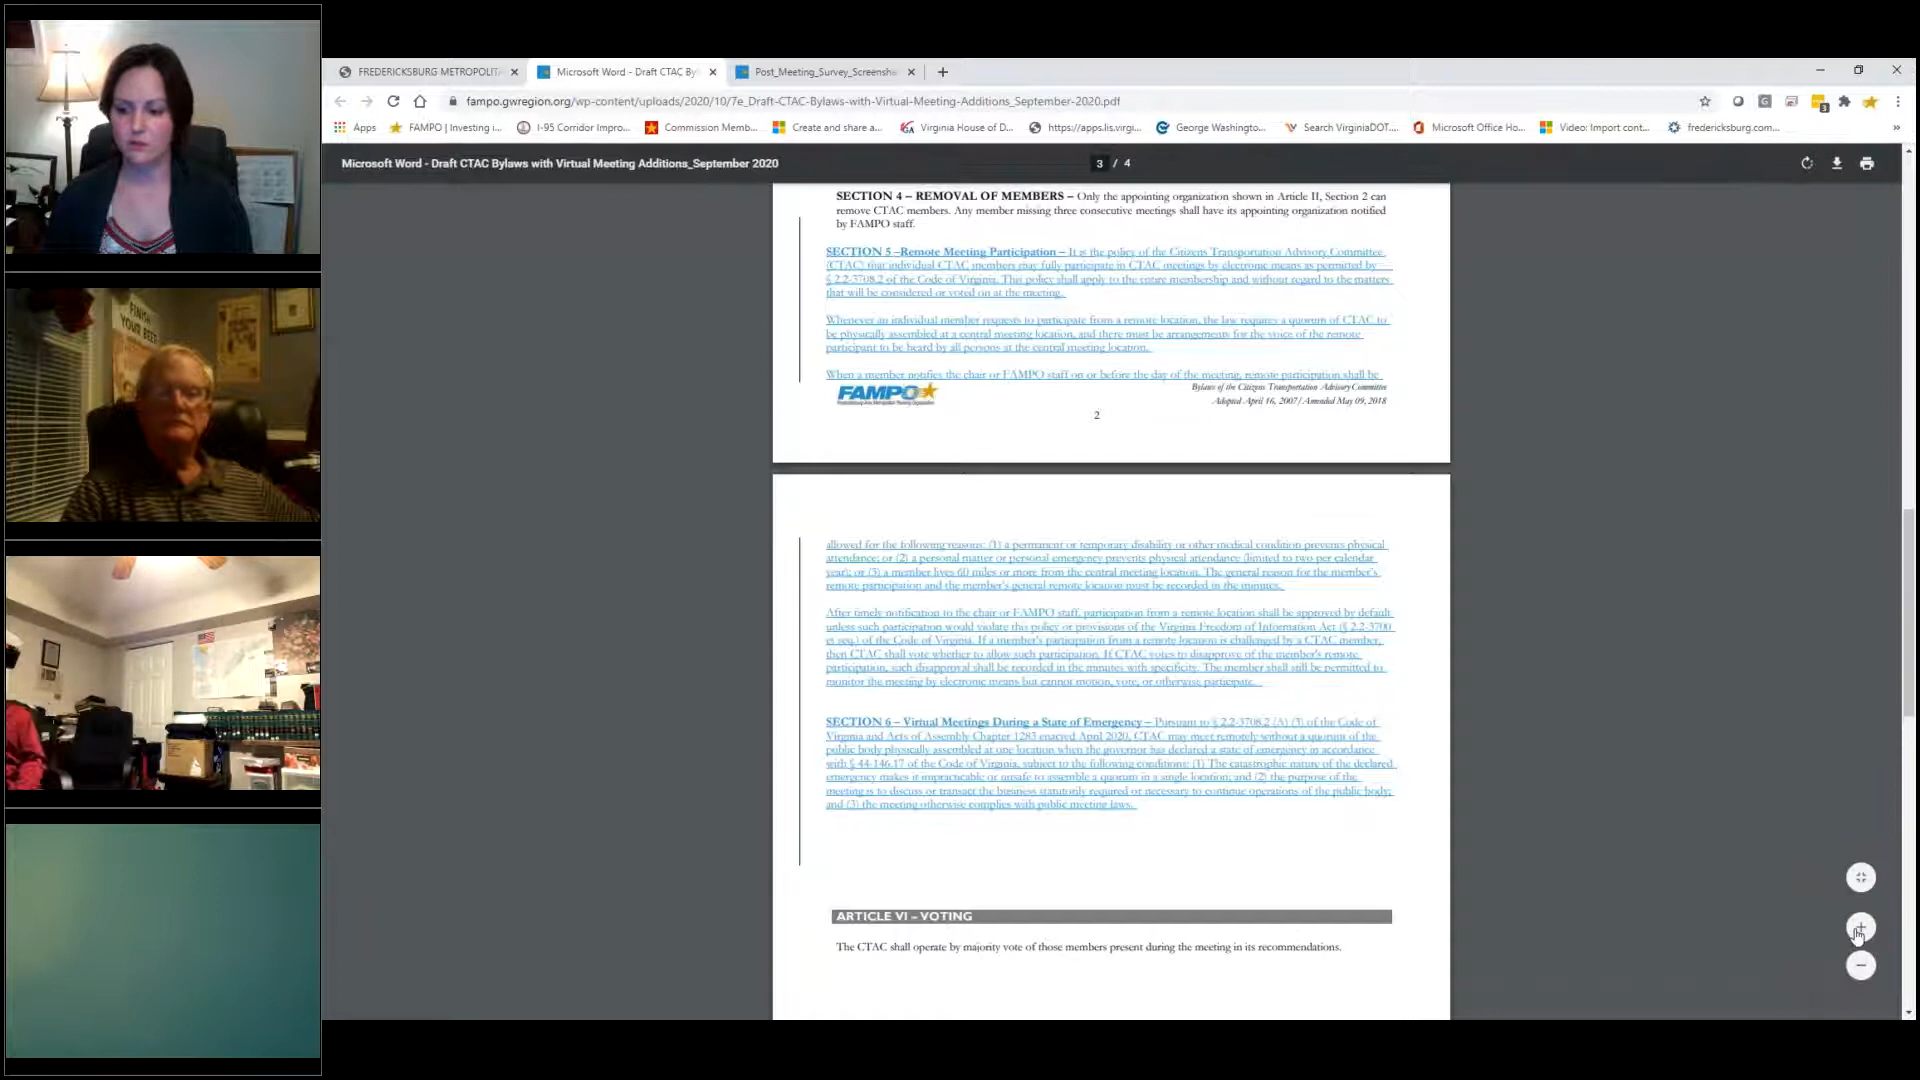 FREDERICKSBURG METROPOLIT
Microsoft Word - Draft CTAC By
Post_Meeting_Survey_Screensh
fampo.gwregion.org/wp-content/uploads/2020/10/7e_Draft-CTAC-Bylaws-with-Virtual-Meeting-Additions_September-2020.pdf
Apps
FAMPO | Investing i...
I-95 Corridor Impro...
Commission Memb...
Create and share a...
Virginia House of D...
https://apps.lis.virgi...
George Washingto...
Search VirginiaDOT....
Microsoft Office Ho...
Video: Import cont...
fredericksburg.com...
Microsoft Word - Draft CTAC Bylaws with Virtual Meeting Additions_September 2020
3 / 4
FINISH
YOUR BEER
SECTION 4 – REMOVAL OF MEMBERS – Only the appointing organization shown in Article II, Section 2 can
remove CTAC members. Any member missing three consecutive meetings shall have its appointing organization notified
by FAMPO staff.
SECTION 5 –Remote Meeting Participation – It is the policy of the Citizens Transportation Advisory Committee
(CTAC) that individual CTAC members may fully participate in CTAC meetings by electronic means as permitted by
§ 2.2-3708.2 of the Code of Virginia. This policy shall apply to the entire membership and without regard to the matters
that will be considered or voted on at the meeting.
Whenever an individual member requests to participate from a remote location, the law requires a quorum of CTAC to
be physically assembled at a central meeting location, and there must be arrangements for the voice of the remote
participant to be heard by all persons at the central meeting location.
When a member notifies the chair or FAMPO staff on or before the day of the meeting, remote participation shall be
FAMPO
Bylaws of the Citizens Transportation Advisory Committee
Adopted April 16, 2007/Amended May 09, 2018
2
allowed for the following reasons: (1) a permanent or temporary disability or other medical condition prevents physical
attendance; or (2) a personal matter or personal emergency prevents physical attendance (limited to two per calendar
year); or (3) a member lives 60 miles or more from the central meeting location. The general reason for the member's
remote participation and the member's general remote location must be recorded in the minutes.
After timely notification to the chair or FAMPO staff, participation from a remote location shall be approved by default
unless such participation would violate this policy or provisions of the Virginia Freedom of Information Act (§ 2.2-3700
et seq.) of the Code of Virginia. If a member's participation from a remote location is challenged by a CTAC member,
then CTAC shall vote whether to allow such participation. If CTAC votes to disapprove of the member's remote
participation, such disapproval shall be recorded in the minutes with specificity. The member shall still be permitted to
monitor the meeting by electronic means but cannot motion, vote, or otherwise participate.
SECTION 6 – Virtual Meetings During a State of Emergency – Pursuant to § 2.2-3708.2 (A) (3) of the Code of
Virginia and Acts of Assembly Chapter 1283 enacted April 2020, CTAC may meet remotely without a quorum of the
public body physically assembled at one location when the governor has declared a state of emergency in accordance
with § 44-146.17 of the Code of Virginia, subject to the following conditions: (1) The catastrophic nature of the declared
emergency makes it impracticable or unsafe to assemble a quorum in a single location; and (2) the purpose of the
meeting is to discuss or transact the business statutorily required or necessary to continue operations of the public body;
and (3) the meeting otherwise complies with public meeting laws.
ARTICLE VI – VOTING
The CTAC shall operate by majority vote of those members present during the meeting in its recommendations.